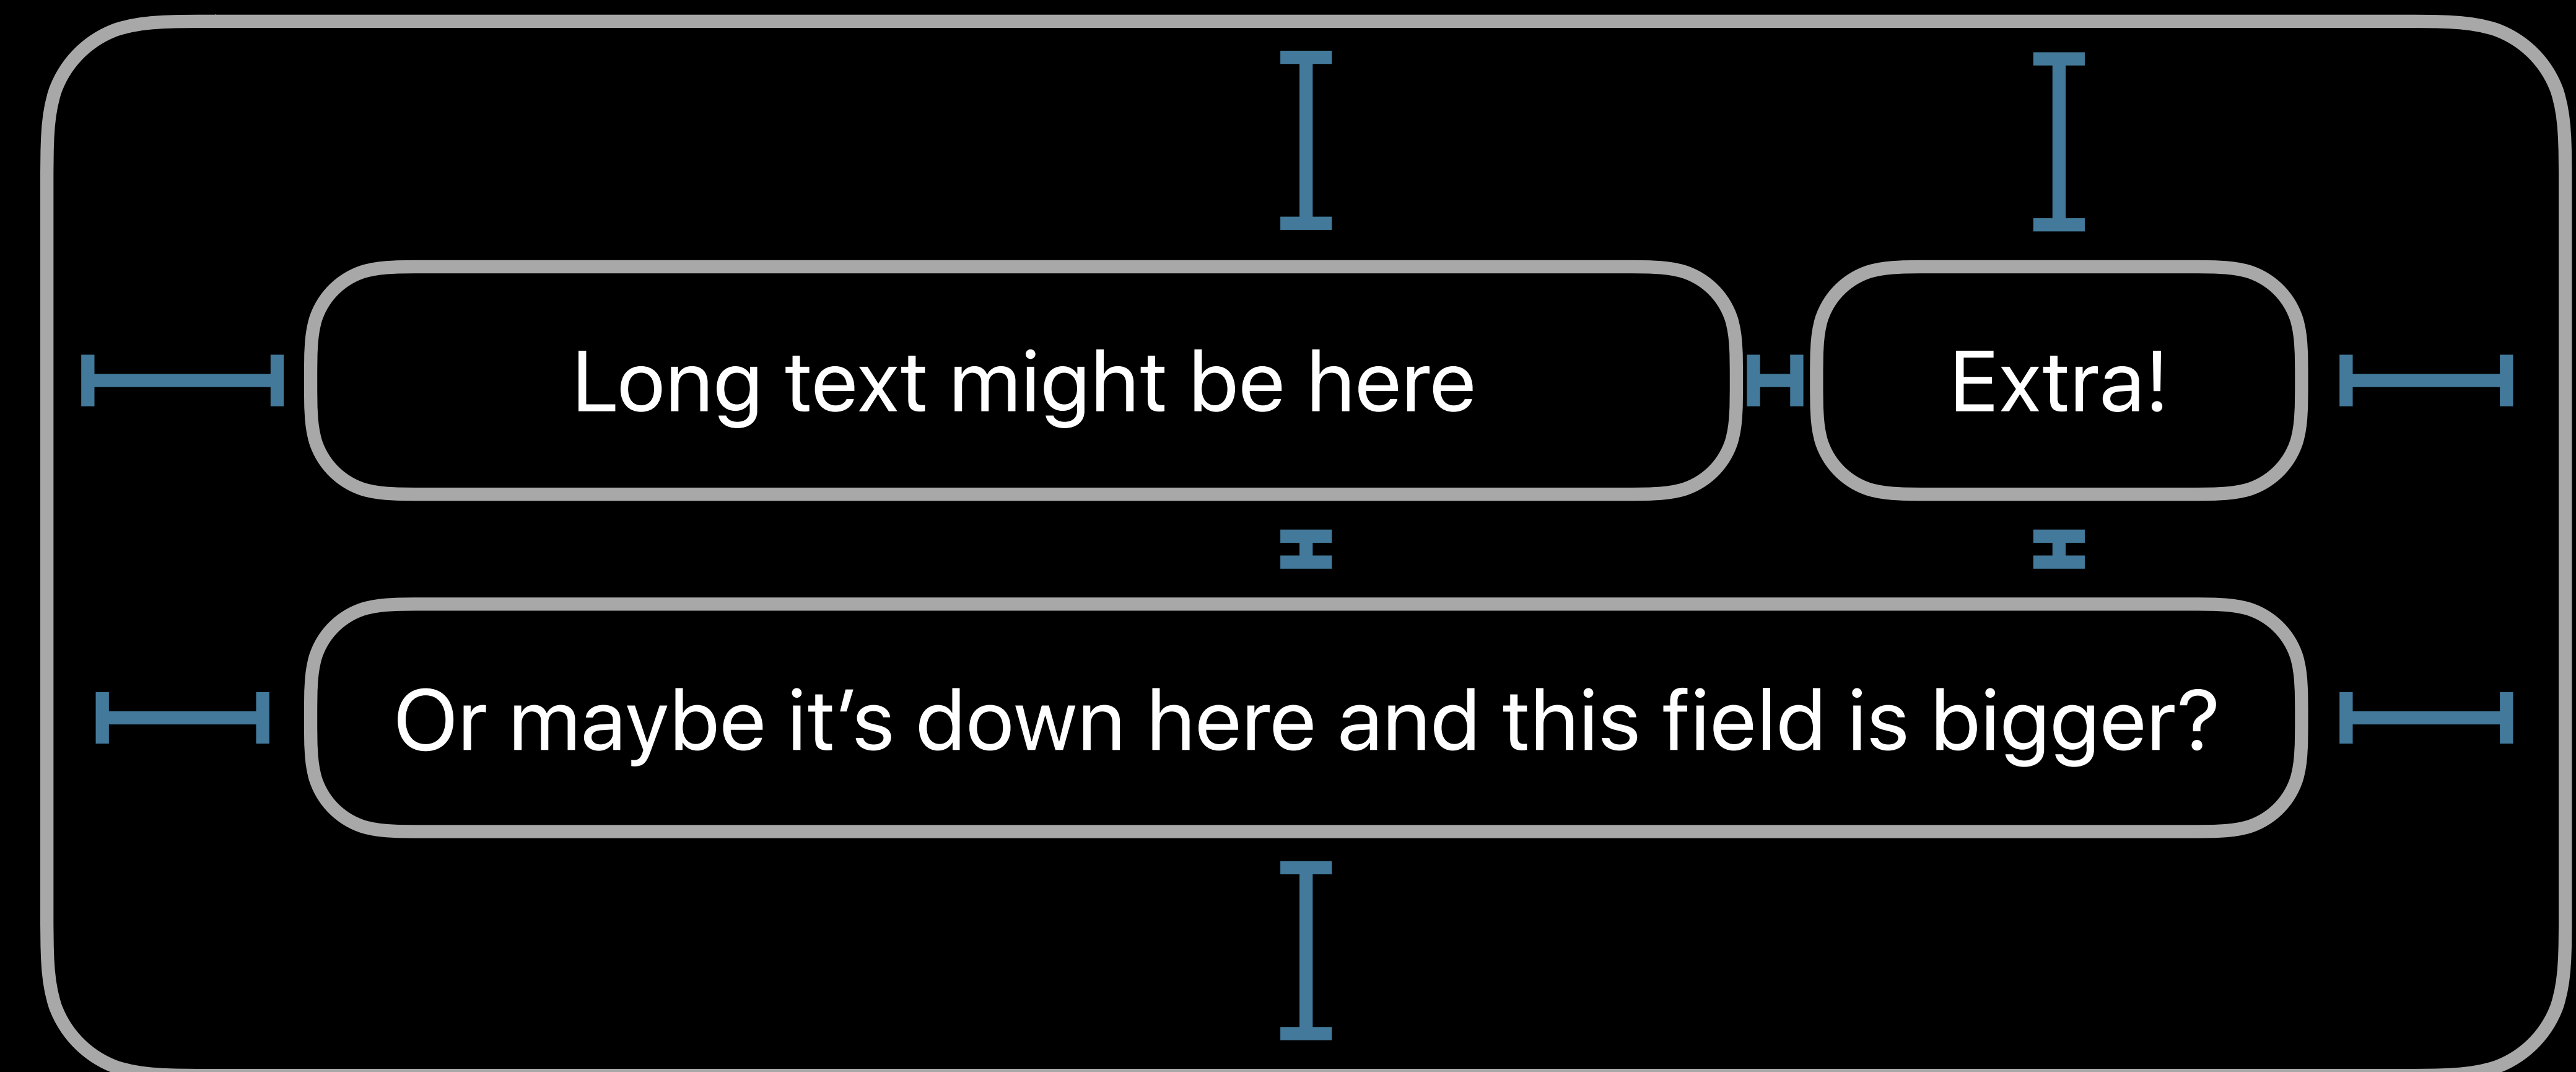 Long text might be here
Extra!
Or maybe it’s down here and this field is bigger?